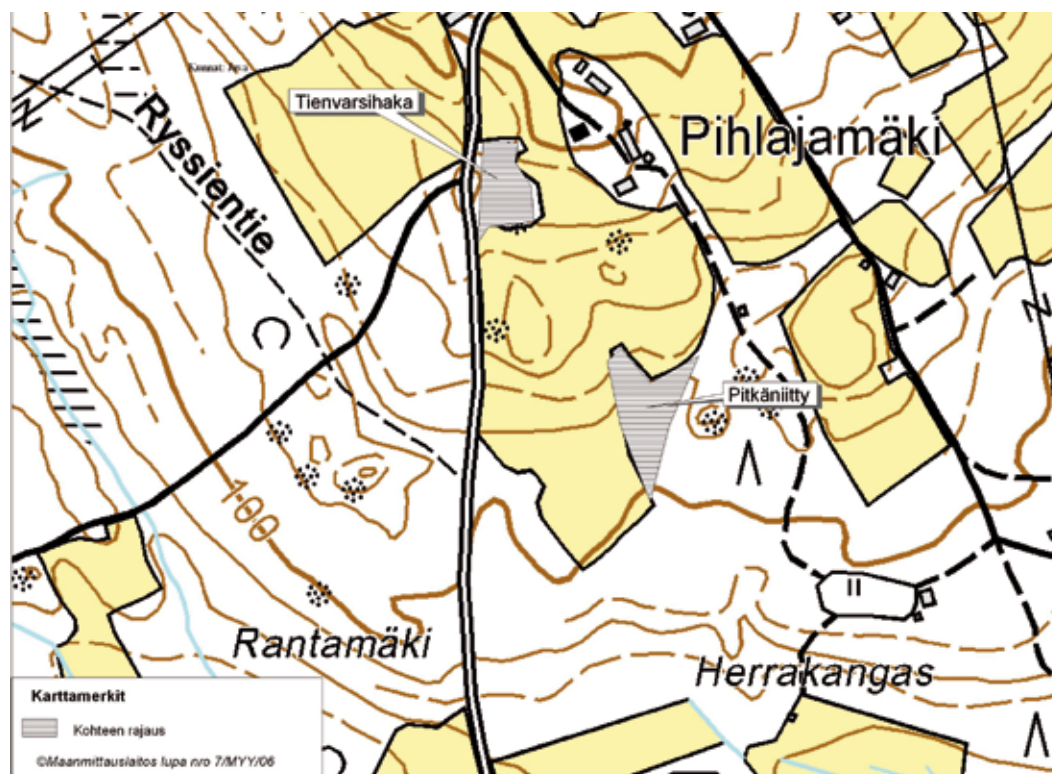 Tienvarsihaka
Ryssientie
Pihlajamäki
Pitkäniitty
100
Rantamäki
Herrakangas
Karttamerkit
Kohteen rajaus
©Maanmittauslaitos lupa nro 7/MYY/06